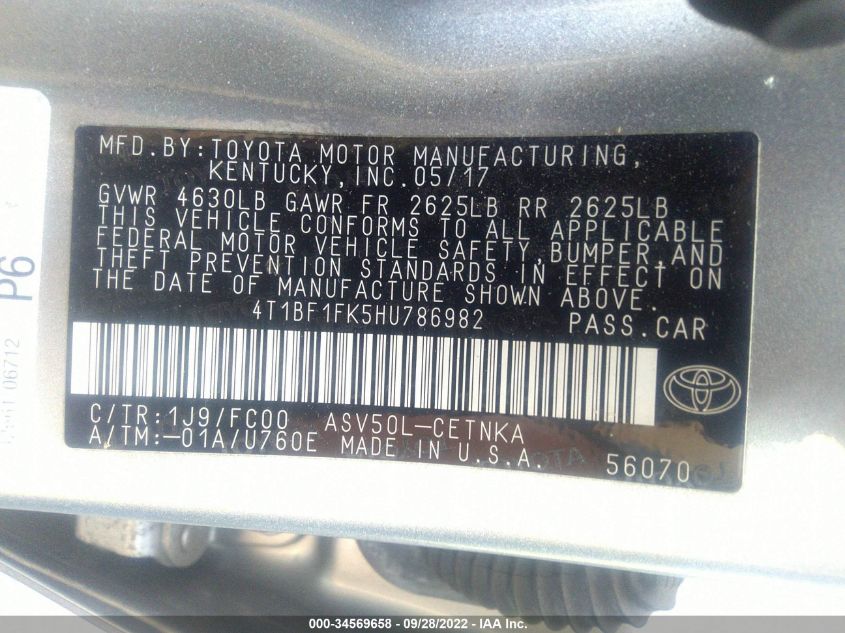 MFD.BY:TOYOTA MOTOR MANUFACTURING,
KENTUCKY,INC.05/17
GVWR 4630LB GAWR FR 2625LB RR 2625LB
THIS VEHICLE CONFORMS TO ALL APPLICABLE
FEDERAL MOTOR VEHICLE SAFETY,BUMPER,AND
THEFT PREVENTION STANDARDS IN EFFECT ON
THE DATE OF MANUFACTURE SHOWN ABOVE.
4T1BF1FK5HU786982 PASS.CAR
C/TR:1J9/FC00 ASV50L-CETNKA
A/TM:-01A/U760E MADE IN U.S.A. 56070
P6
06712
000-34569658 - 09/28/2022 - IAA Inc.